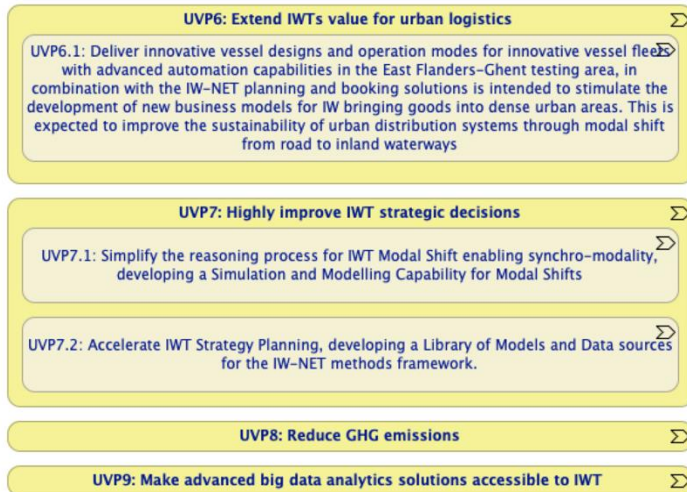 UVP6: Extend IWTs value for urban logistics
UVP6.1: Deliver innovative vessel designs and operation modes for innovative vessel fleets
with advanced automation capabilities in the East Flanders-Ghent testing area, in
combination with the IW-NET planning and booking solutions is intended to stimulate the
development of new business models for IW bringing goods into dense urban areas. This is
expected to improve the sustainability of urban distribution systems through modal shift
from road to inland waterways
UVP7: Highly improve IWT strategic decisions
UVP7.1: Simplify the reasoning process for IWT Modal Shift enabling synchro-modality,
developing a Simulation and Modelling Capability for Modal Shifts
UVP7.2: Accelerate IWT Strategy Planning, developing a Library of Models and Data sources
for the IW-NET methods framework.
UVP8: Reduce GHG emissions
UVP9: Make advanced big data analytics solutions accessible to IWT